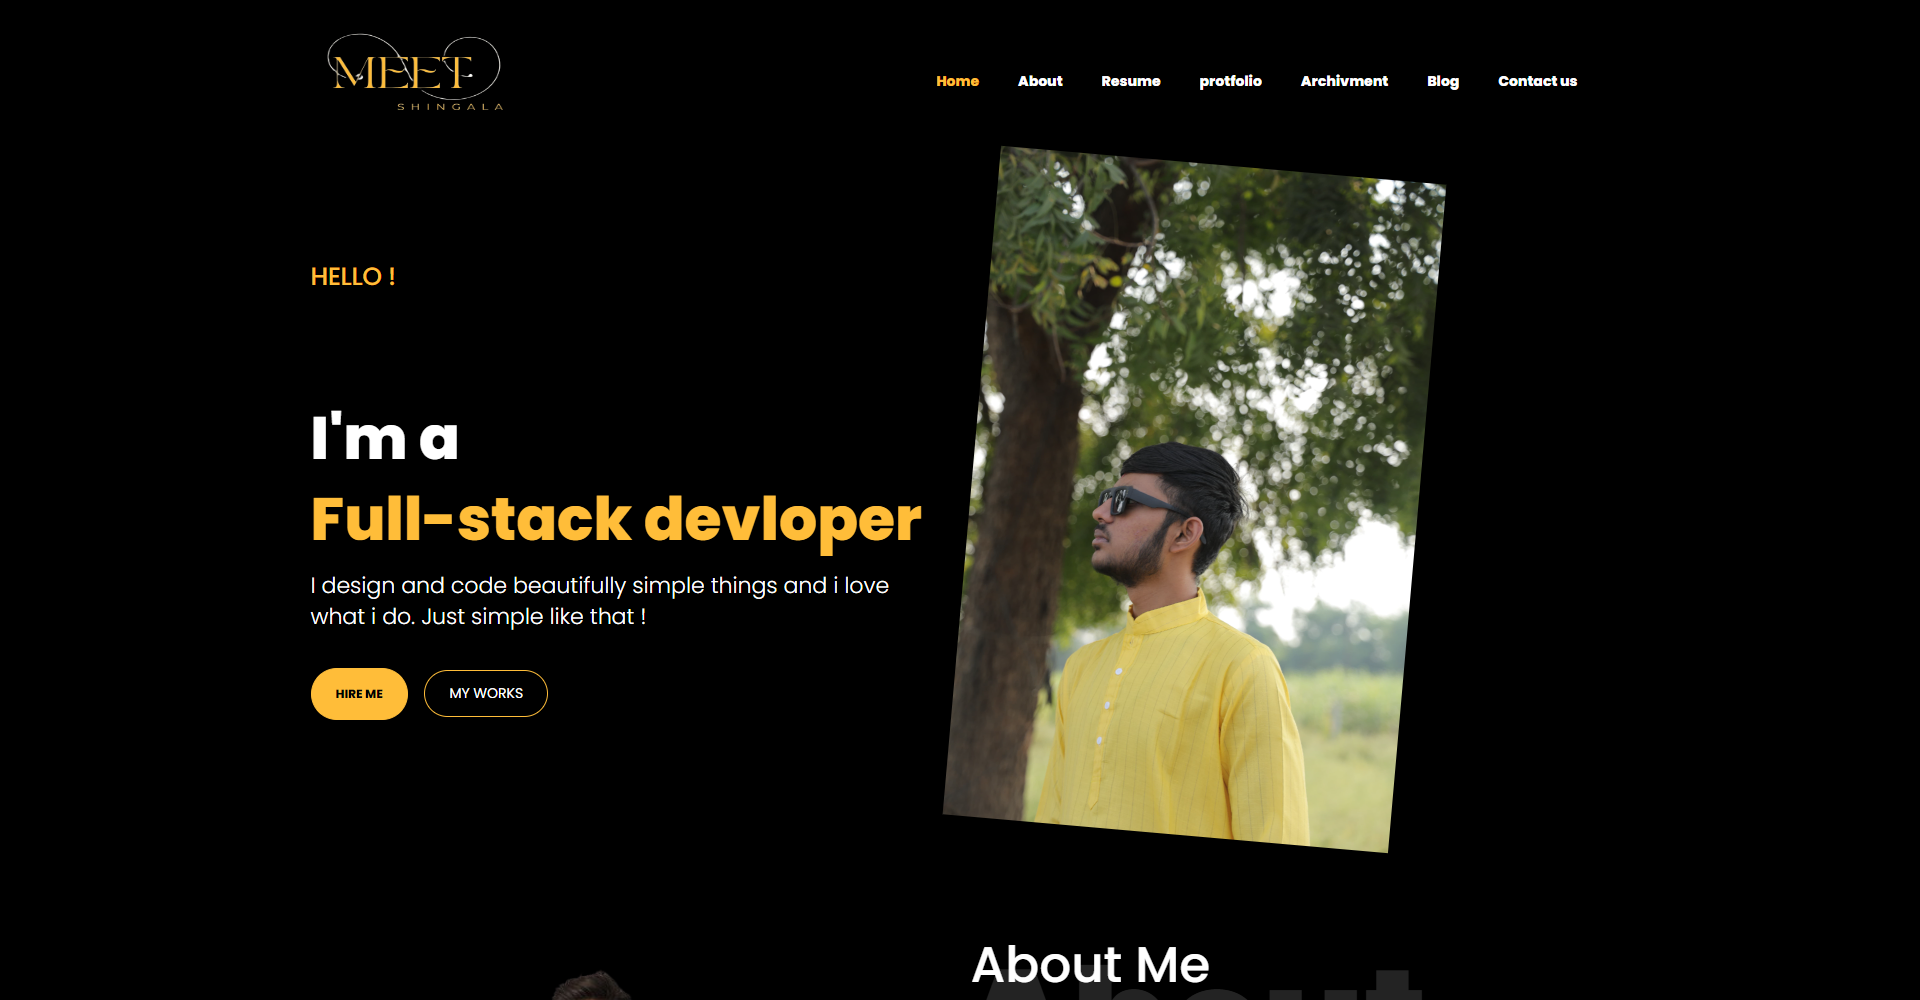 MEET
SHINGALA
Home About Resume protfolio Archivment Blog Contact us
HELLO !
I'm a
Full-stack devloper
I design and code beautifully simple things and i love
what i do. Just simple like that !
HIRE ME MY WORKS
About Me
About